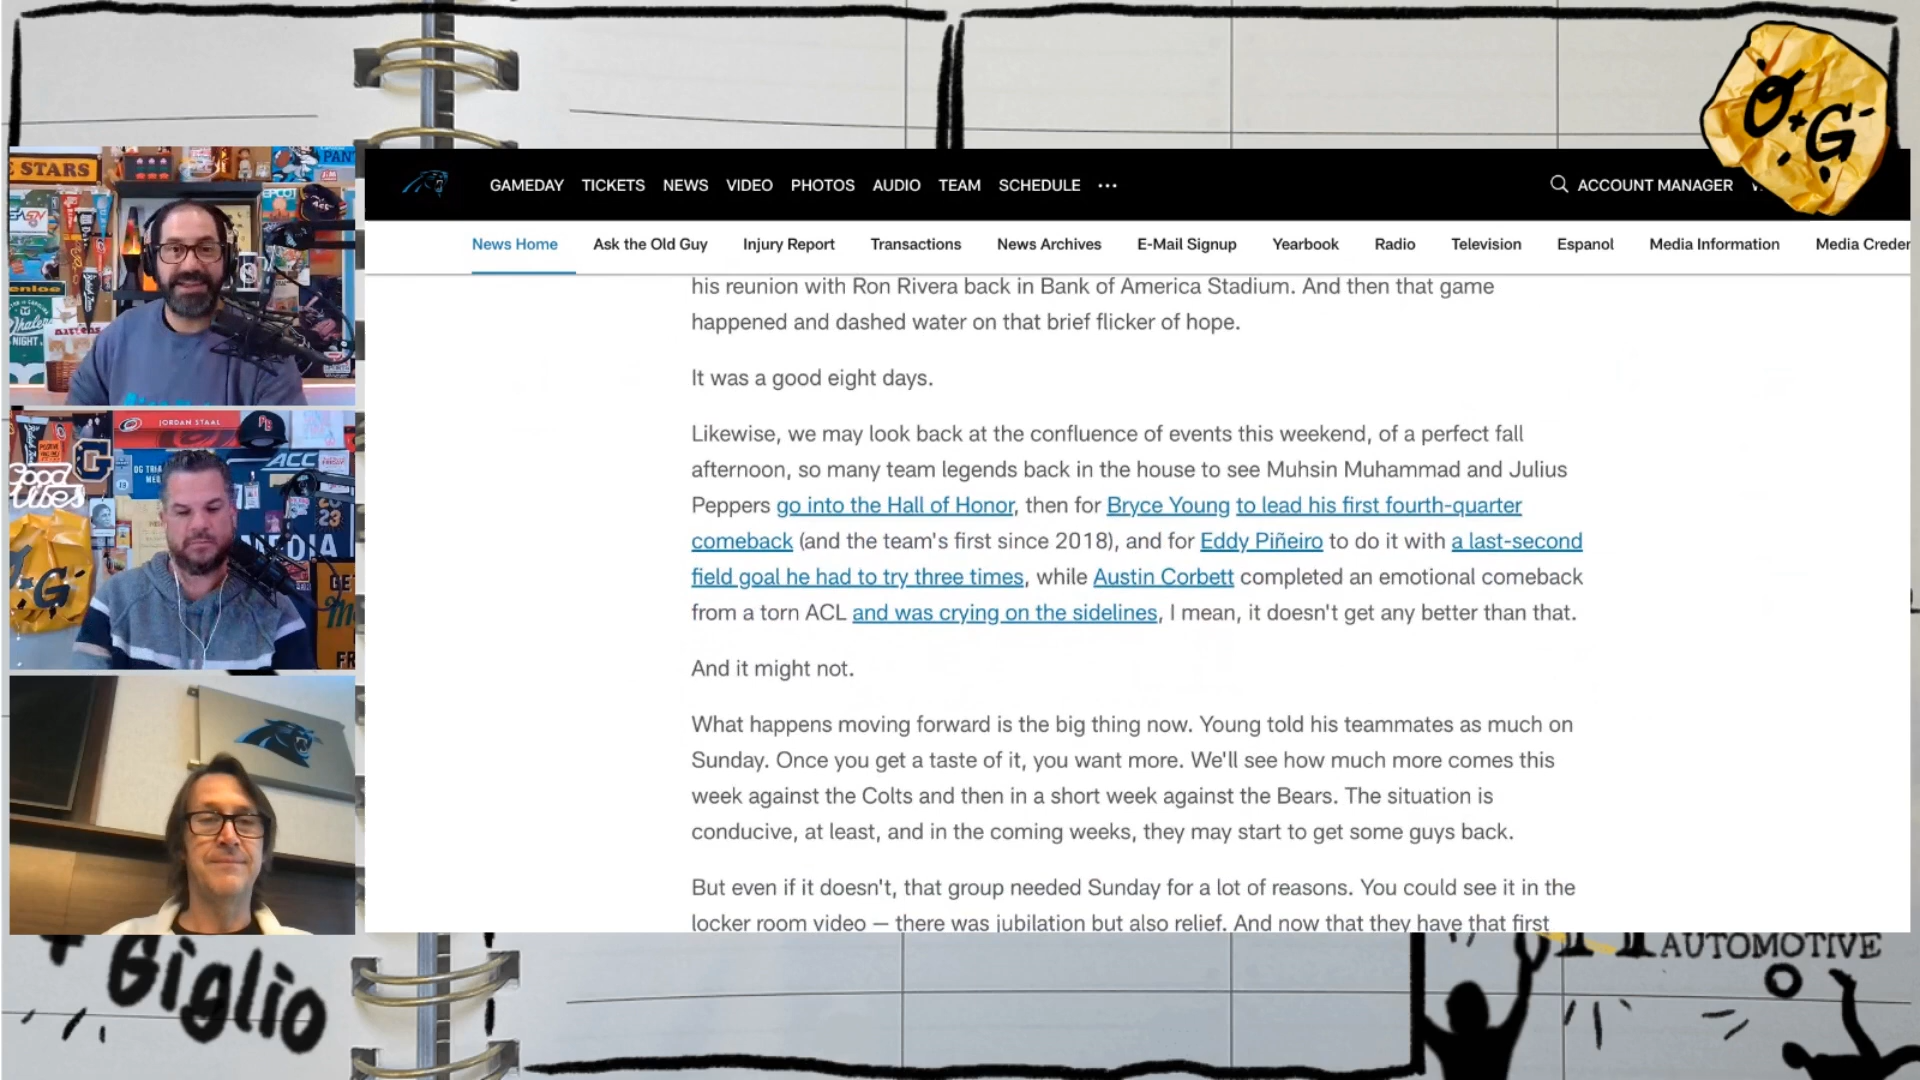 O+G
GAMEDAY TICKETS NEWS VIDEO PHOTOS AUDIO TEAM SCHEDULE ••• ACCOUNT MANAGER
News Home Ask the Old Guy Injury Report Transactions News Archives E-Mail Signup Yearbook Radio Television Espanol Media Information Media Creden
his reunion with Ron Rivera back in Bank of America Stadium. And then that game
happened and dashed water on that brief flicker of hope.
It was a good eight days.
Likewise, we may look back at the confluence of events this weekend, of a perfect fall
afternoon, so many team legends back in the house to see Muhsin Muhammad and Julius
Peppers go into the Hall of Honor, then for Bryce Young to lead his first fourth-quarter
comeback (and the team's first since 2018), and for Eddy Piñeiro to do it with a last-second
field goal he had to try three times, while Austin Corbett completed an emotional comeback
from a torn ACL and was crying on the sidelines, I mean, it doesn't get any better than that.
And it might not.
What happens moving forward is the big thing now. Young told his teammates as much on
Sunday. Once you get a taste of it, you want more. We'll see how much more comes this
week against the Colts and then in a short week against the Bears. The situation is
conducive, at least, and in the coming weeks, they may start to get some guys back.
But even if it doesn't, that group needed Sunday for a lot of reasons. You could see it in the
locker room video — there was jubilation but also relief. And now that they have that first
STARS
PAN
EPCOT
enloe
Whalers
NIGHT
JORDAN STAAL
G
ACC
Good
Vibes
23
MEDIA
G
+ Giglio
AUTOMOTIVE